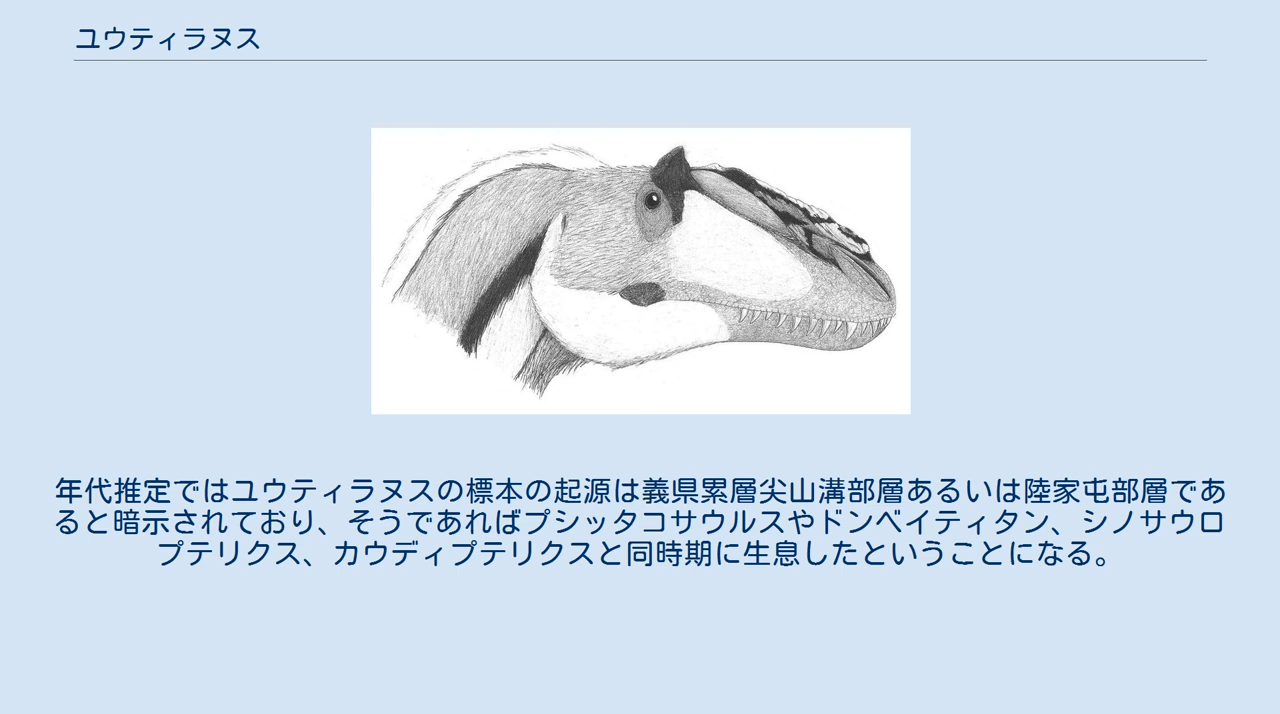 ユウティラヌス
年代推定ではユウティラヌスの標本の起源は義県累層尖山溝部層あるいは陸家屯部層であ
ると暗示されており、そうであればプシッタコサウルスやドンベイティタン、シノサウロ
プテリクス、カウディプテリクスと同時期に生息したということになる。